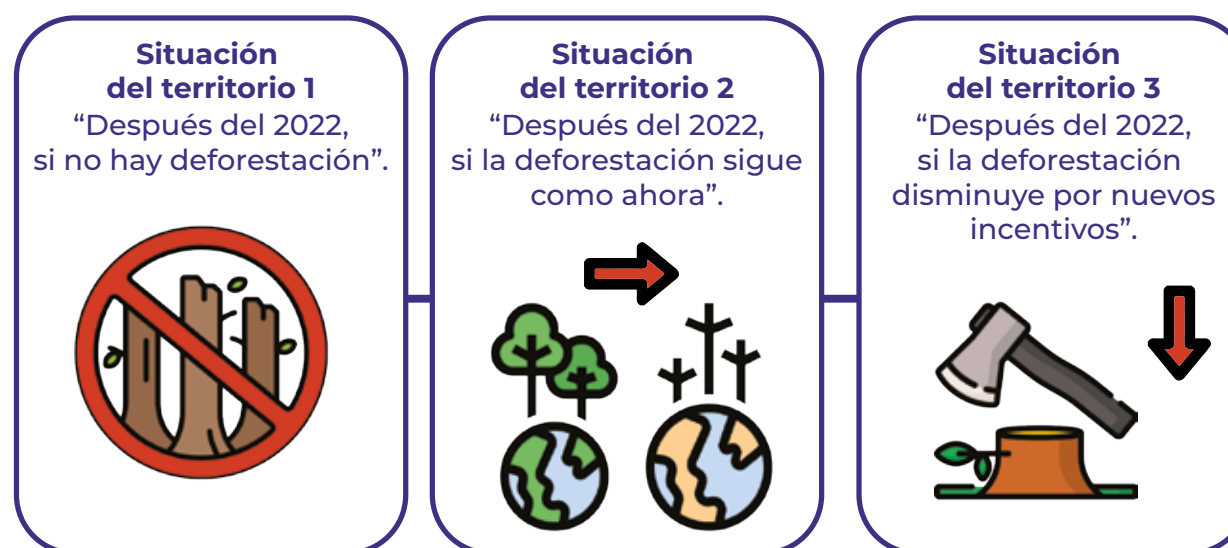 Situación
del territorio 1
“Después del 2022,
si no hay deforestación”.
Situación
del territorio 2
“Después del 2022,
si la deforestación sigue
como ahora”.
Situación
del territorio 3
“Después del 2022,
si la deforestación
disminuye por nuevos
incentivos”.